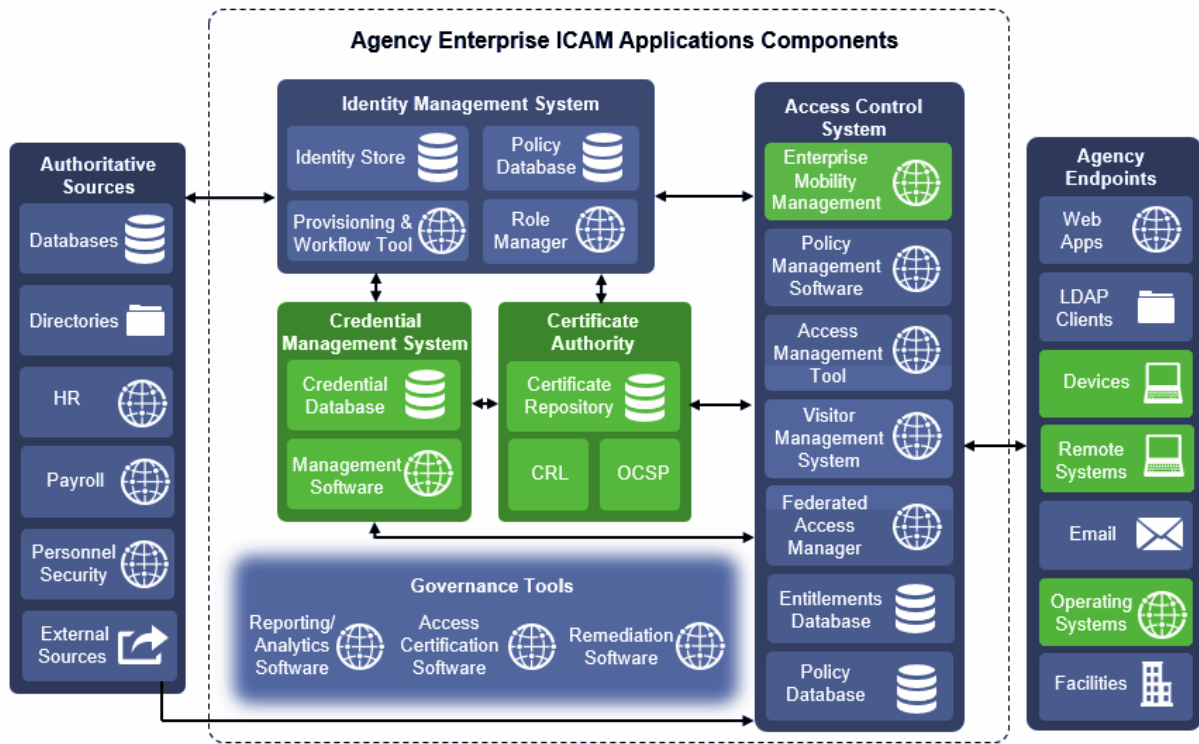 Agency Enterprise ICAM Applications Components
Authoritative
Sources
Databases
Directories
HR
Payroll
Personnel
Security
External
Sources
Identity Management System
Identity Store
Policy
Database
Provisioning &
Workflow Tool
Role
Manager
Credential
Management System
Credential
Database
Management
Software
Certificate
Authority
Certificate
Repository
CRL
OCSP
Governance Tools
Reporting/
Analytics
Software
Access
Certification
Software
Remediation
Software
Access Control
System
Enterprise
Mobility
Management
Policy
Management
Software
Access
Management
Tool
Visitor
Management
System
Federated
Access
Manager
Entitlements
Database
Policy
Database
Agency
Endpoints
Web
Apps
LDAP
Clients
Devices
Remote
Systems
Email
Operating
Systems
Facilities